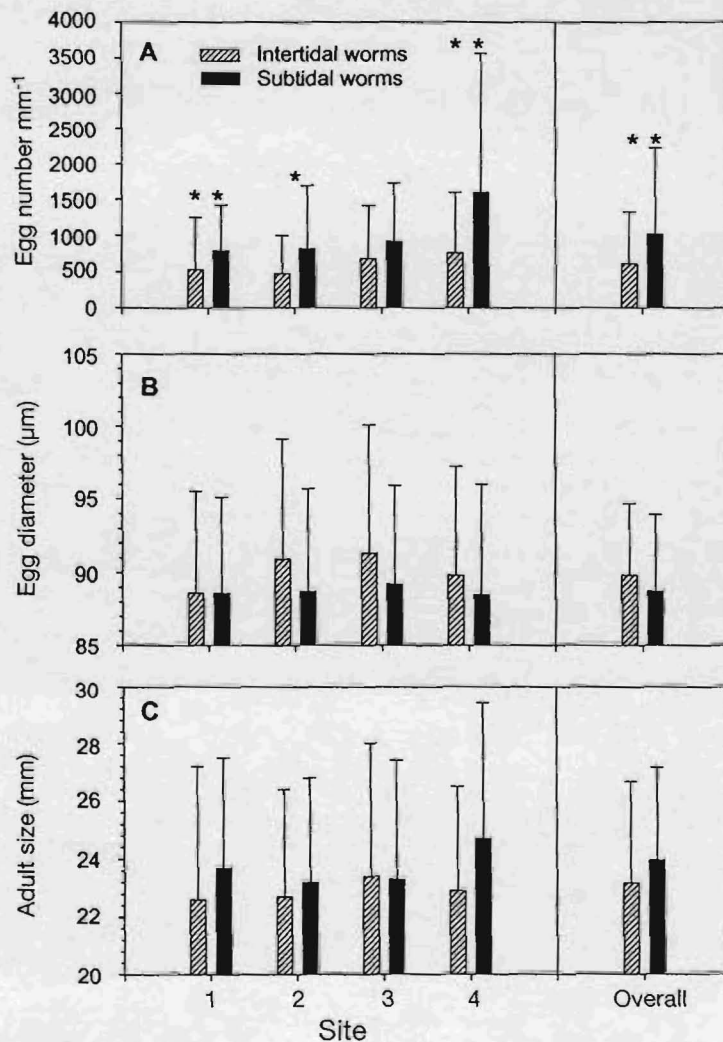 4000
3500
3000
2500
2000
1500
1000
500
0
Egg number mm-1
A
Intertidal worms
Subtidal worms
* *
*
* *
* *
105
100
95
90
85
Egg diameter (µm)
B
30
28
26
24
22
20
Adult size (mm)
C
1 2 3 4 Overall
Site